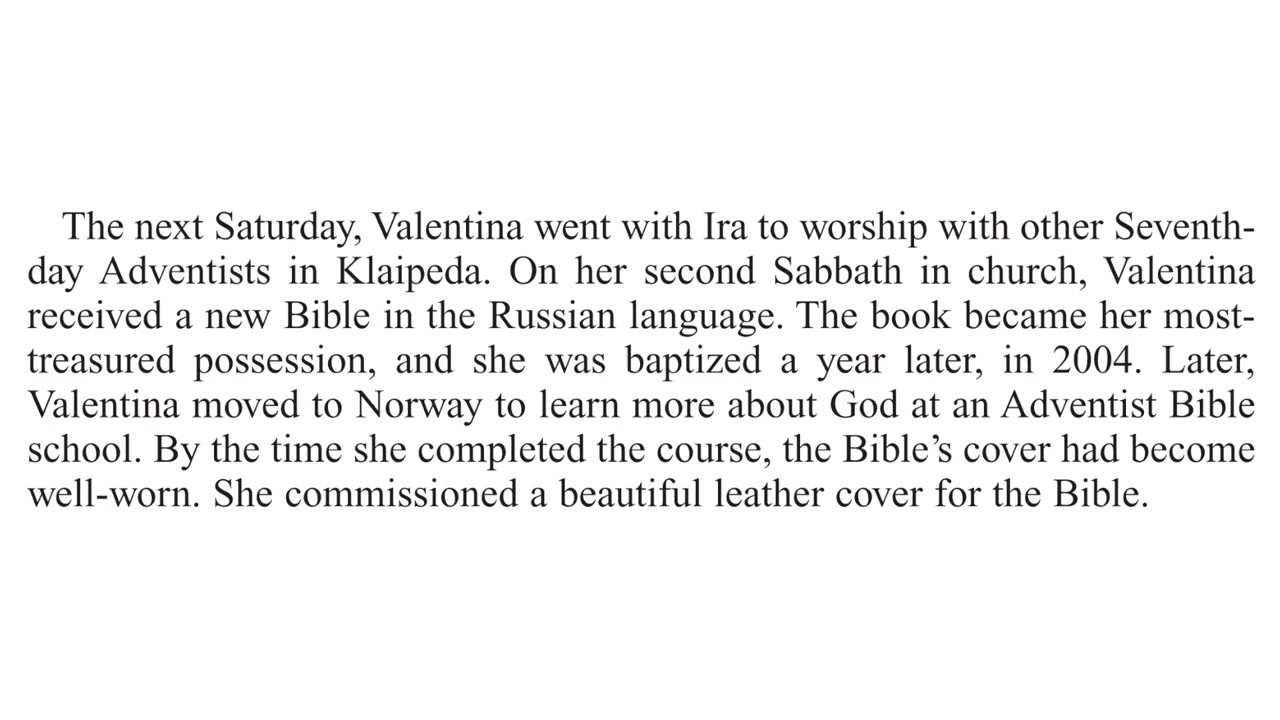 The next Saturday, Valentina went with Ira to worship with other Seventh-
day Adventists in Klaipeda. On her second Sabbath in church, Valentina
received a new Bible in the Russian language. The book became her most-
treasured possession, and she was baptized a year later, in 2004. Later,
Valentina moved to Norway to learn more about God at an Adventist Bible
school. By the time she completed the course, the Bible’s cover had become
well-worn. She commissioned a beautiful leather cover for the Bible.